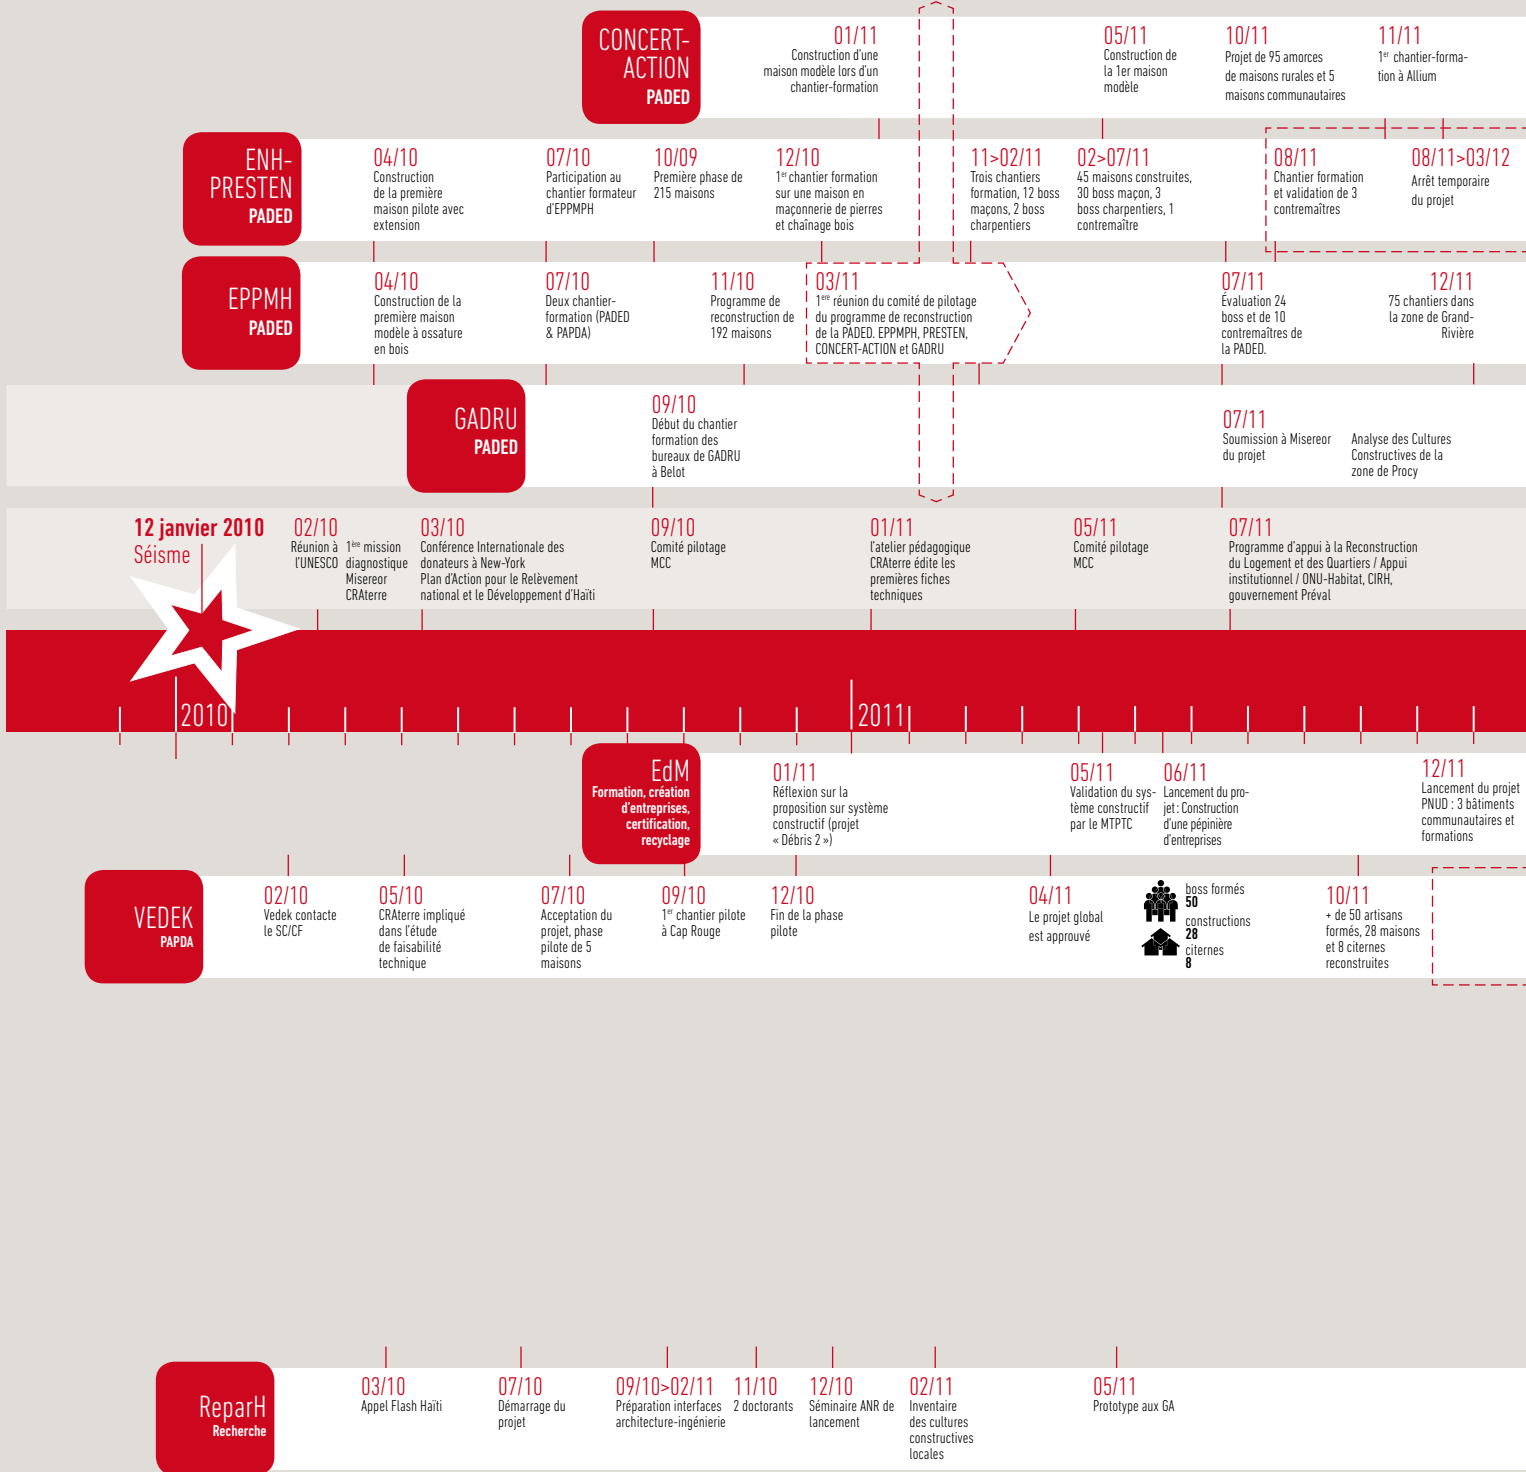 CONCERT-
ACTION
PADED
01/11
Construction d'une
maison modèle lors d'un
chantier-formation
05/11
Construction de
la 1er maison
modèle
10/11
Projet de 95 amorces
de maisons rurales et 5
maisons communautaires
11/11
1er chantier-forma-
tion à Allium
ENH-
PRESTEN
PADED
04/10
Construction
de la première
maison pilote avec
extension
07/10
Participation au
chantier formateur
d'EPPMPH
10/09
Première phase de
215 maisons
12/10
1er chantier formation
sur une maison en
maçonnerie de pierres
et chaînage bois
11>02/11
Trois chantiers
formation, 12 boss
maçons, 2 boss
charpentiers
02>07/11
45 maisons construites,
30 boss maçon, 3
boss charpentiers, 1
contremaître
08/11
Chantier formation
et validation de 3
contremaîtres
08/11>03/12
Arrêt temporaire
du projet
EPPMH
PADED
04/10
Construction de la
première maison
modèle à ossature
en bois
07/10
Deux chantier-
formation (PADED
& PAPDA)
11/10
Programme de
reconstruction de
192 maisons
03/11
1ere réunion du comité de pilotage
du programme de reconstruction
de la PADED. EPPMPH, PRESTEN,
CONCERT-ACTION et GADRU
07/11
Évaluation 24
boss et de 10
contremaîtres de
la PADED.
12/11
75 chantiers dans
la zone de Grand-
Rivière
GADRU
PADED
09/10
Début du chantier
formation des
bureaux de GADRU
à Belot
07/11
Soumission à Misereor
du projet
Analyse des Cultures
Constructives de la
zone de Procy
12 janvier 2010
Séisme
02/10
Réunion à
l'UNESCO
1ère mission
diagnostique
Misereor
CRAterre
03/10
Conférence Internationale des
donateurs à New-York
Plan d'Action pour le Relèvement
national et le Développement d'Haïti
09/10
Comité pilotage
MCC
01/11
l'atelier pédagogique
CRAterre édite les
premières fiches
techniques
05/11
Comité pilotage
MCC
07/11
Programme d'appui à la Reconstruction
du Logement et des Quartiers / Appui
institutionnel / ONU-Habitat, CIRH,
gouvernement Préval
2010
2011
EdM
Formation, création
d'entreprises,
certification,
recyclage
01/11
Réflexion sur la
proposition sur système
constructif (projet
« Débris 2 »)
05/11
Validation du sys-
tème constructif
par le MTPTC
06/11
Lancement du pro-
jet : Construction
d'une pépinière
d'entreprises
12/11
Lancement du projet
PNUD : 3 bâtiments
communautaires et
formations
VEDEK
PAPDA
02/10
Vedek contacte
le SC/CF
05/10
CRAterre impliqué
dans l'étude
de faisabilité
technique
07/10
Acceptation du
projet, phase
pilote de 5
maisons
09/10
1er chantier pilote
à Cap Rouge
12/10
Fin de la phase
pilote
04/11
Le projet global
est approuvé
boss formés
50
constructions
28
citernes
8
10/11
+ de 50 artisans
formés, 28 maisons
et 8 citernes
reconstruites
ReparH
Recherche
03/10
Appel Flash Haïti
07/10
Démarrage du
projet
09/10>02/11
Préparation interfaces
architecture-ingénierie
11/10
2 doctorants
12/10
Séminaire ANR de
lancement
02/11
Inventaire
des cultures
constructives
locales
05/11
Prototype aux GA